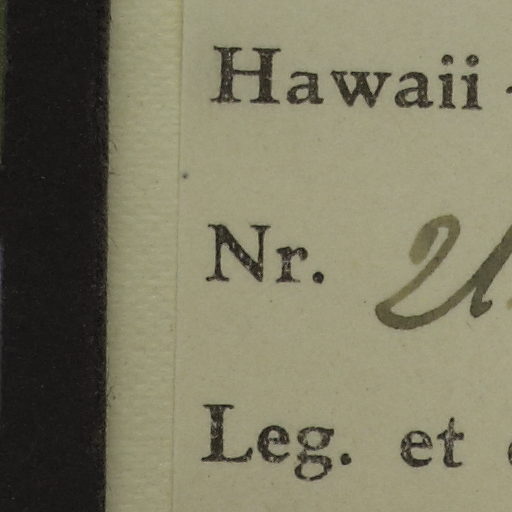 Hawaii
Nr.
Leg. et